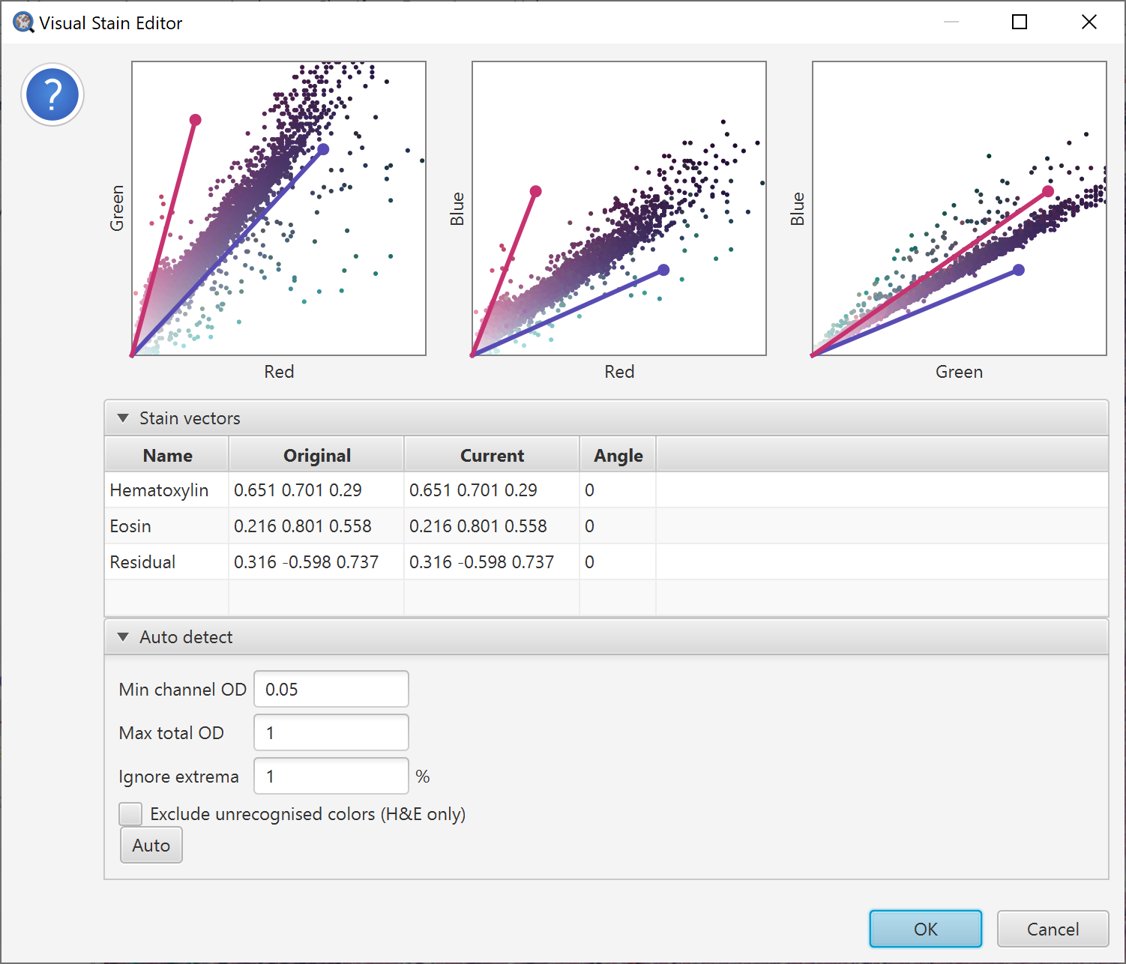 Visual Stain Editor
?
Green
Red
Blue
Red
Blue
Green
Stain vectors
Name Original Current Angle
Hematoxylin 0.651 0.701 0.29 0.651 0.701 0.29 0
Eosin 0.216 0.801 0.558 0.216 0.801 0.558 0
Residual 0.316 -0.598 0.737 0.316 -0.598 0.737 0
Auto detect
Min channel OD 0.05
Max total OD 1
Ignore extrema 1 %
Exclude unrecognised colors (H&E only)
Auto
OK Cancel